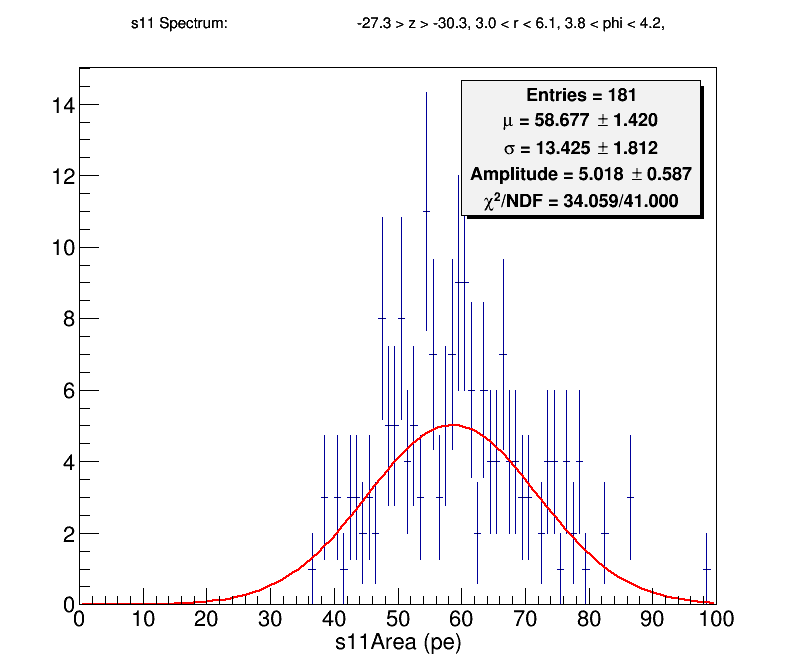 s11 Spectrum: -27.3 > z > -30.3, 3.0 < r < 6.1, 3.8 < phi < 4.2,
Entries = 181
μ = 58.677 ± 1.420
σ = 13.425 ± 1.812
Amplitude = 5.018 ± 0.587
χ²/NDF = 34.059/41.000
14
12
10
8
6
4
2
0
0 10 20 30 40 50 60 70 80 90 100
s11Area (pe)